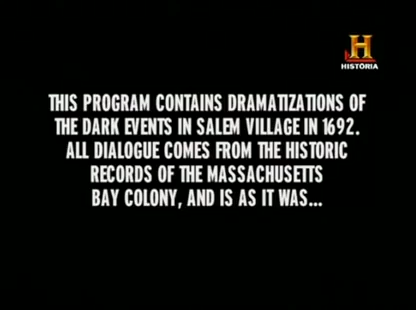 H
HISTÓRIA
THIS PROGRAM CONTAINS DRAMATIZATIONS OF
THE DARK EVENTS IN SALEM VILLAGE IN 1692.
ALL DIALOGUE COMES FROM THE HISTORIC
RECORDS OF THE MASSACHUSETTS
BAY COLONY, AND IS AS IT WAS...